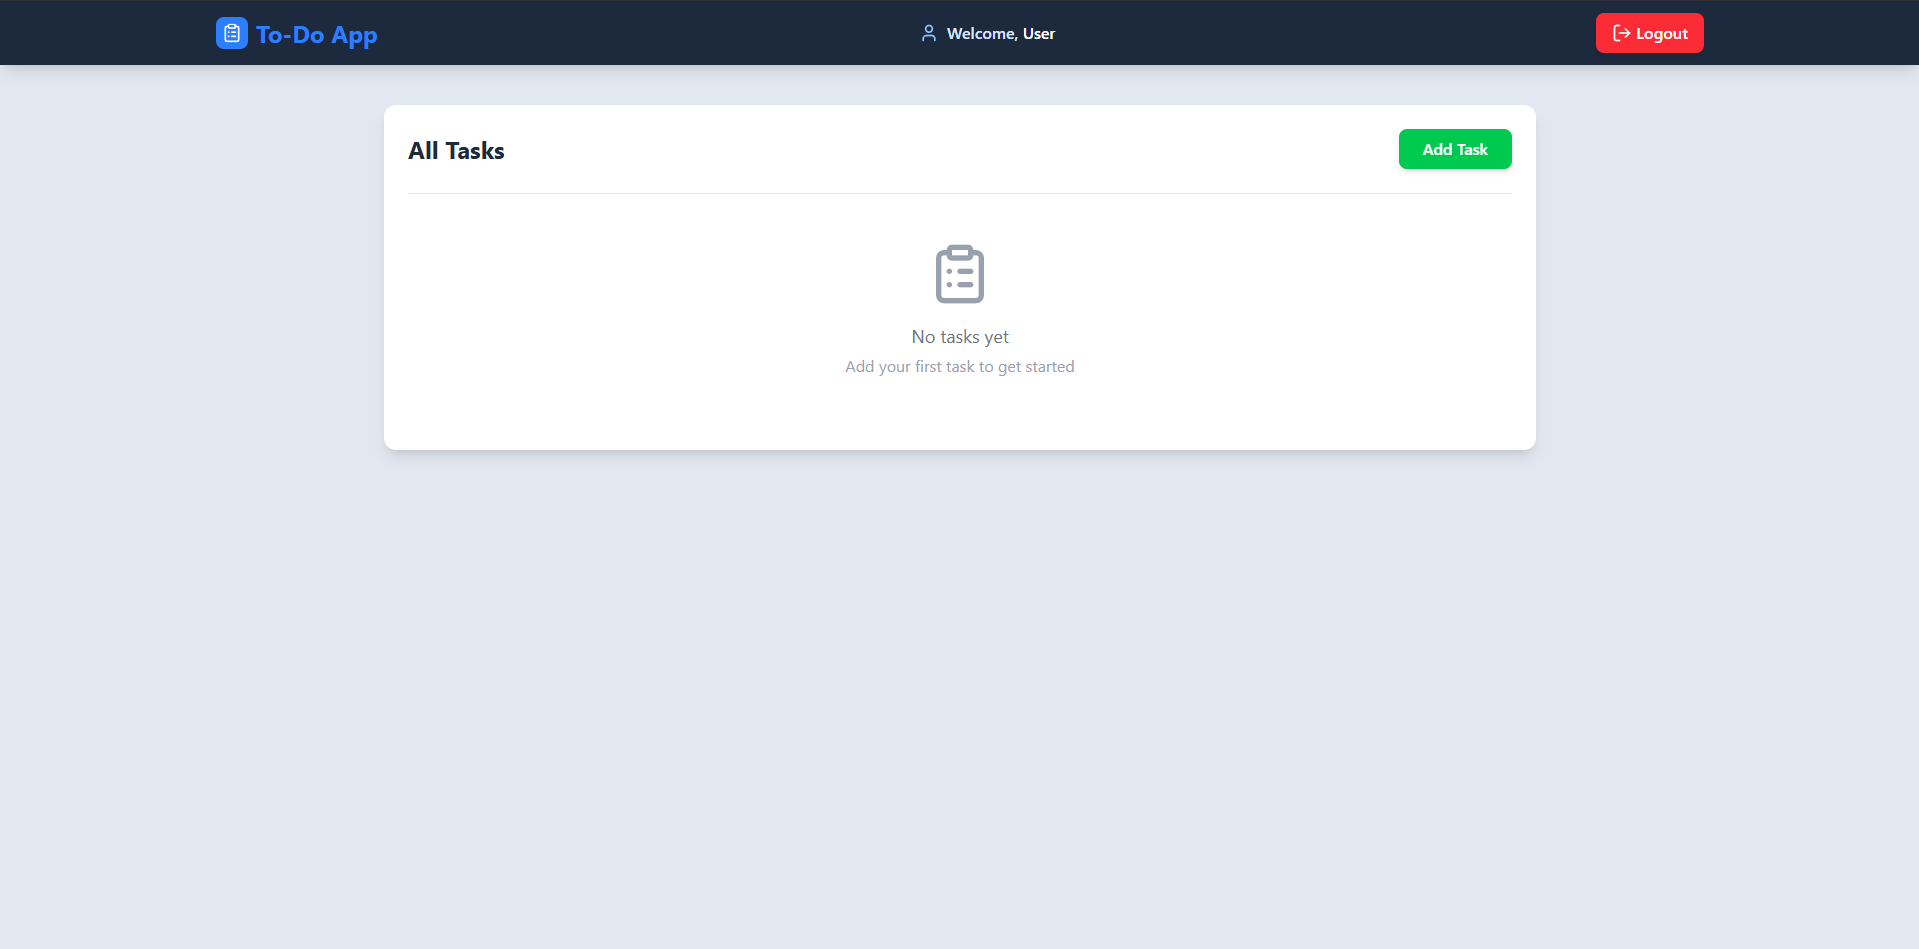 To-Do App
Welcome, User
Logout
All Tasks
Add Task
No tasks yet
Add your first task to get started